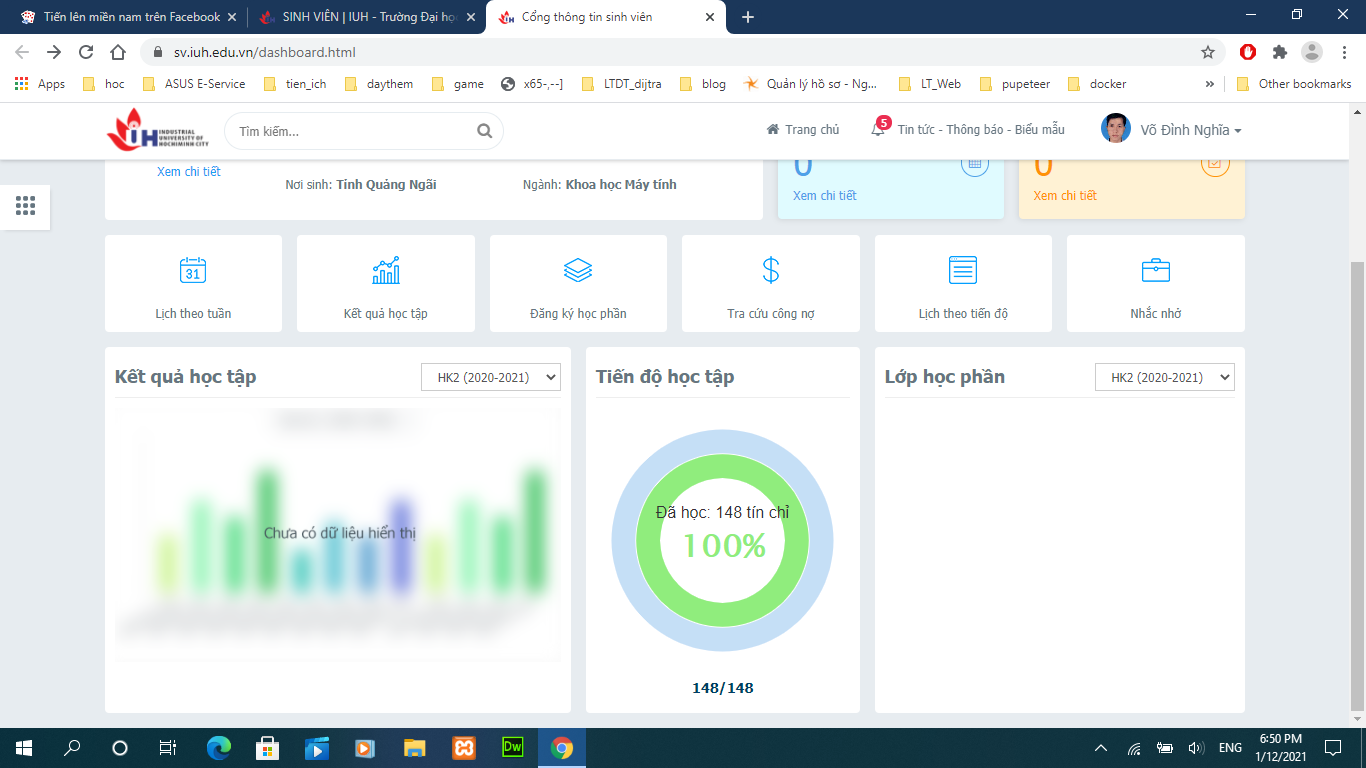 Tiến lên miền nam trên Facebook
SINH VIÊN | IUH - Trường Đại họ
Cổng thông tin sinh viên
sv.iuh.edu.vn/dashboard.html
Apps
hoc
ASUS E-Service
tien_ich
daythem
game
x65-,--]
LTDT_dijtra
blog
Quản lý hồ sơ - Ng...
LT_Web
pupeteer
docker
»
Other bookmarks
IUH
INDUSTRIAL
UNIVERSITY OF
HOCHIMINH CITY
Tìm kiếm...
Trang chủ
5
Tin tức - Thông báo - Biểu mẫu
Võ Đình Nghĩa
Xem chi tiết
Nơi sinh: Tỉnh Quảng Ngãi
Ngành: Khoa học Máy tính
0
Xem chi tiết
0
Xem chi tiết
31
Lịch theo tuần
Kết quả học tập
Đăng ký học phần
Tra cứu công nợ
Lịch theo tiến độ
Nhắc nhở
Kết quả học tập
HK2 (2020-2021)
Chưa có dữ liệu hiển thị
Tiến độ học tập
Đã học: 148 tín chỉ
100%
148/148
Lớp học phần
HK2 (2020-2021)
Dw
ENG
6:50 PM
1/12/2021